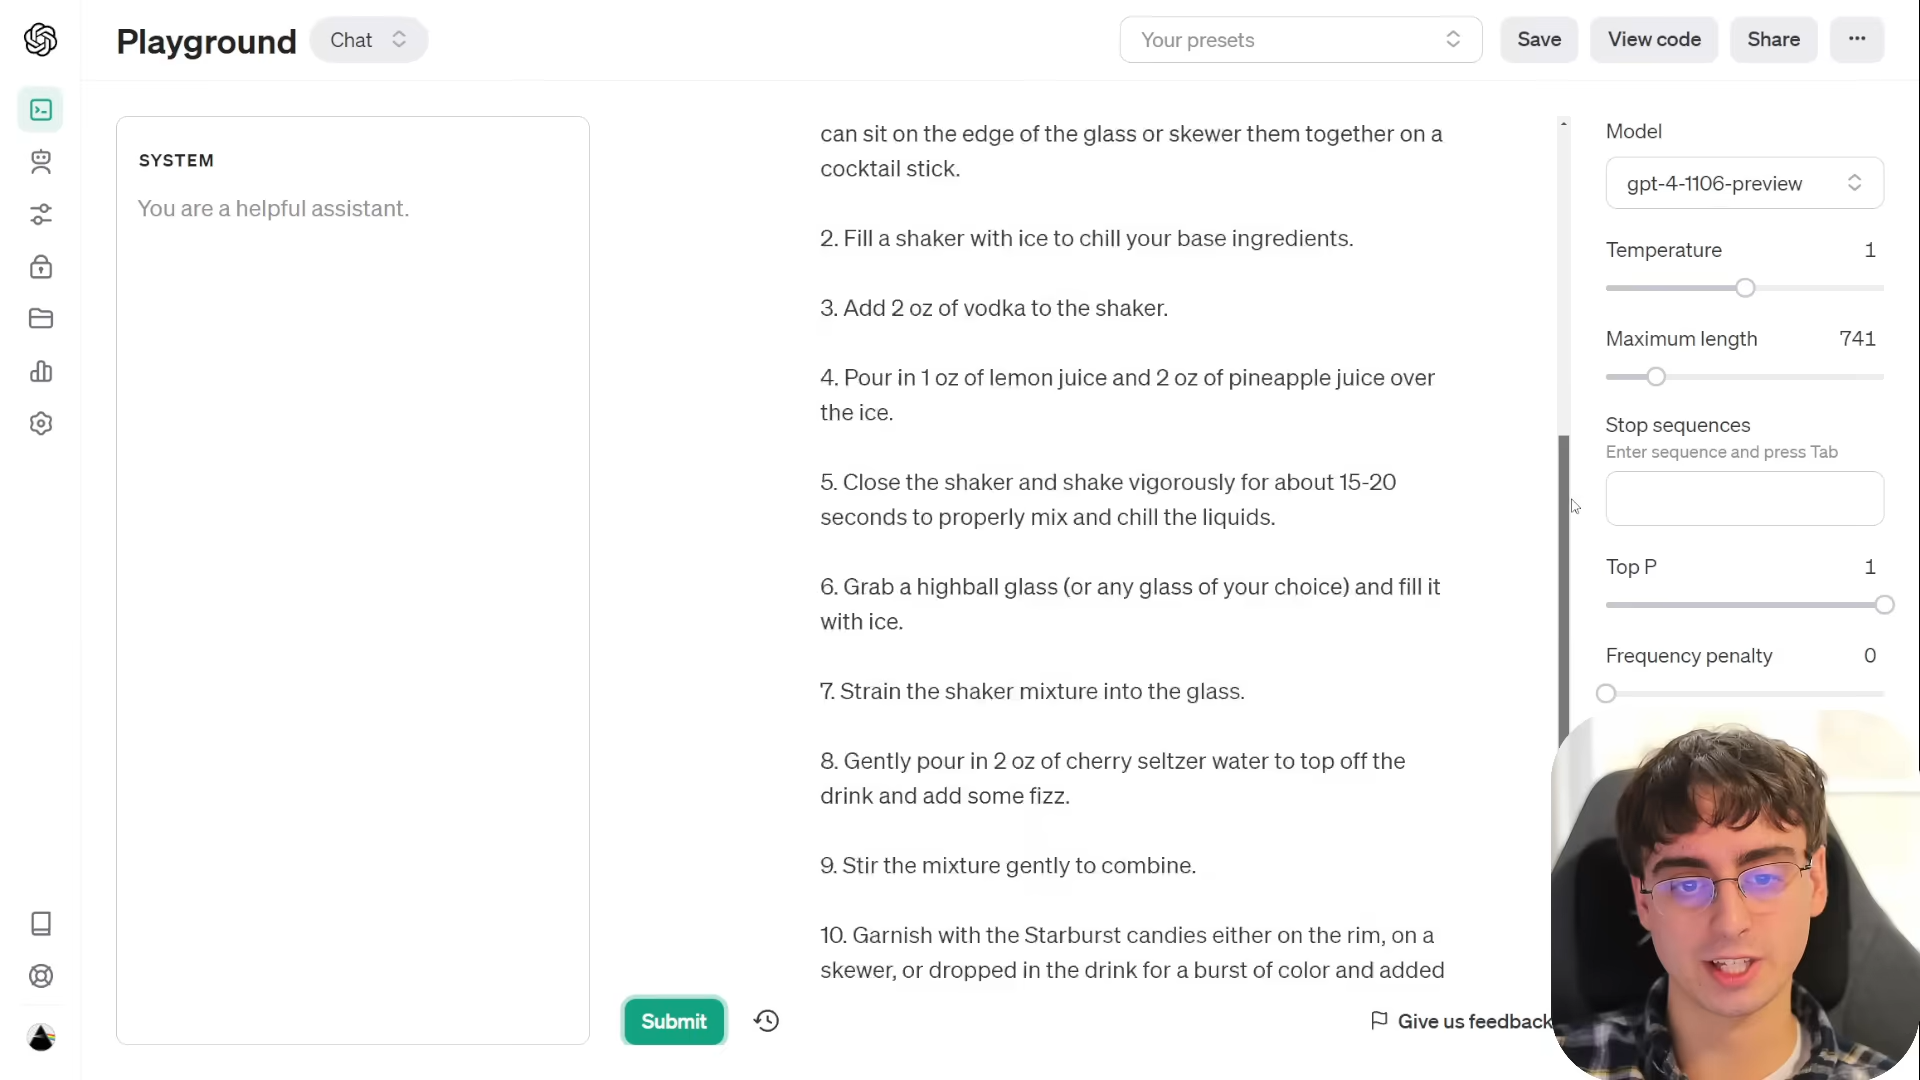 Playground
Chat
Your presets
Save
View code
Share
SYSTEM
You are a helpful assistant.
can sit on the edge of the glass or skewer them together on a
cocktail stick.
2. Fill a shaker with ice to chill your base ingredients.
3. Add 2 oz of vodka to the shaker.
4. Pour in 1 oz of lemon juice and 2 oz of pineapple juice over
the ice.
5. Close the shaker and shake vigorously for about 15-20
seconds to properly mix and chill the liquids.
6. Grab a highball glass (or any glass of your choice) and fill it
with ice.
7. Strain the shaker mixture into the glass.
8. Gently pour in 2 oz of cherry seltzer water to top off the
drink and add some fizz.
9. Stir the mixture gently to combine.
10. Garnish with the Starburst candies either on the rim, on a
skewer, or dropped in the drink for a burst of color and added
Submit
Give us feedback
Model
gpt-4-1106-preview
Temperature 1
Maximum length 741
Stop sequences
Enter sequence and press Tab
Top P 1
Frequency penalty 0